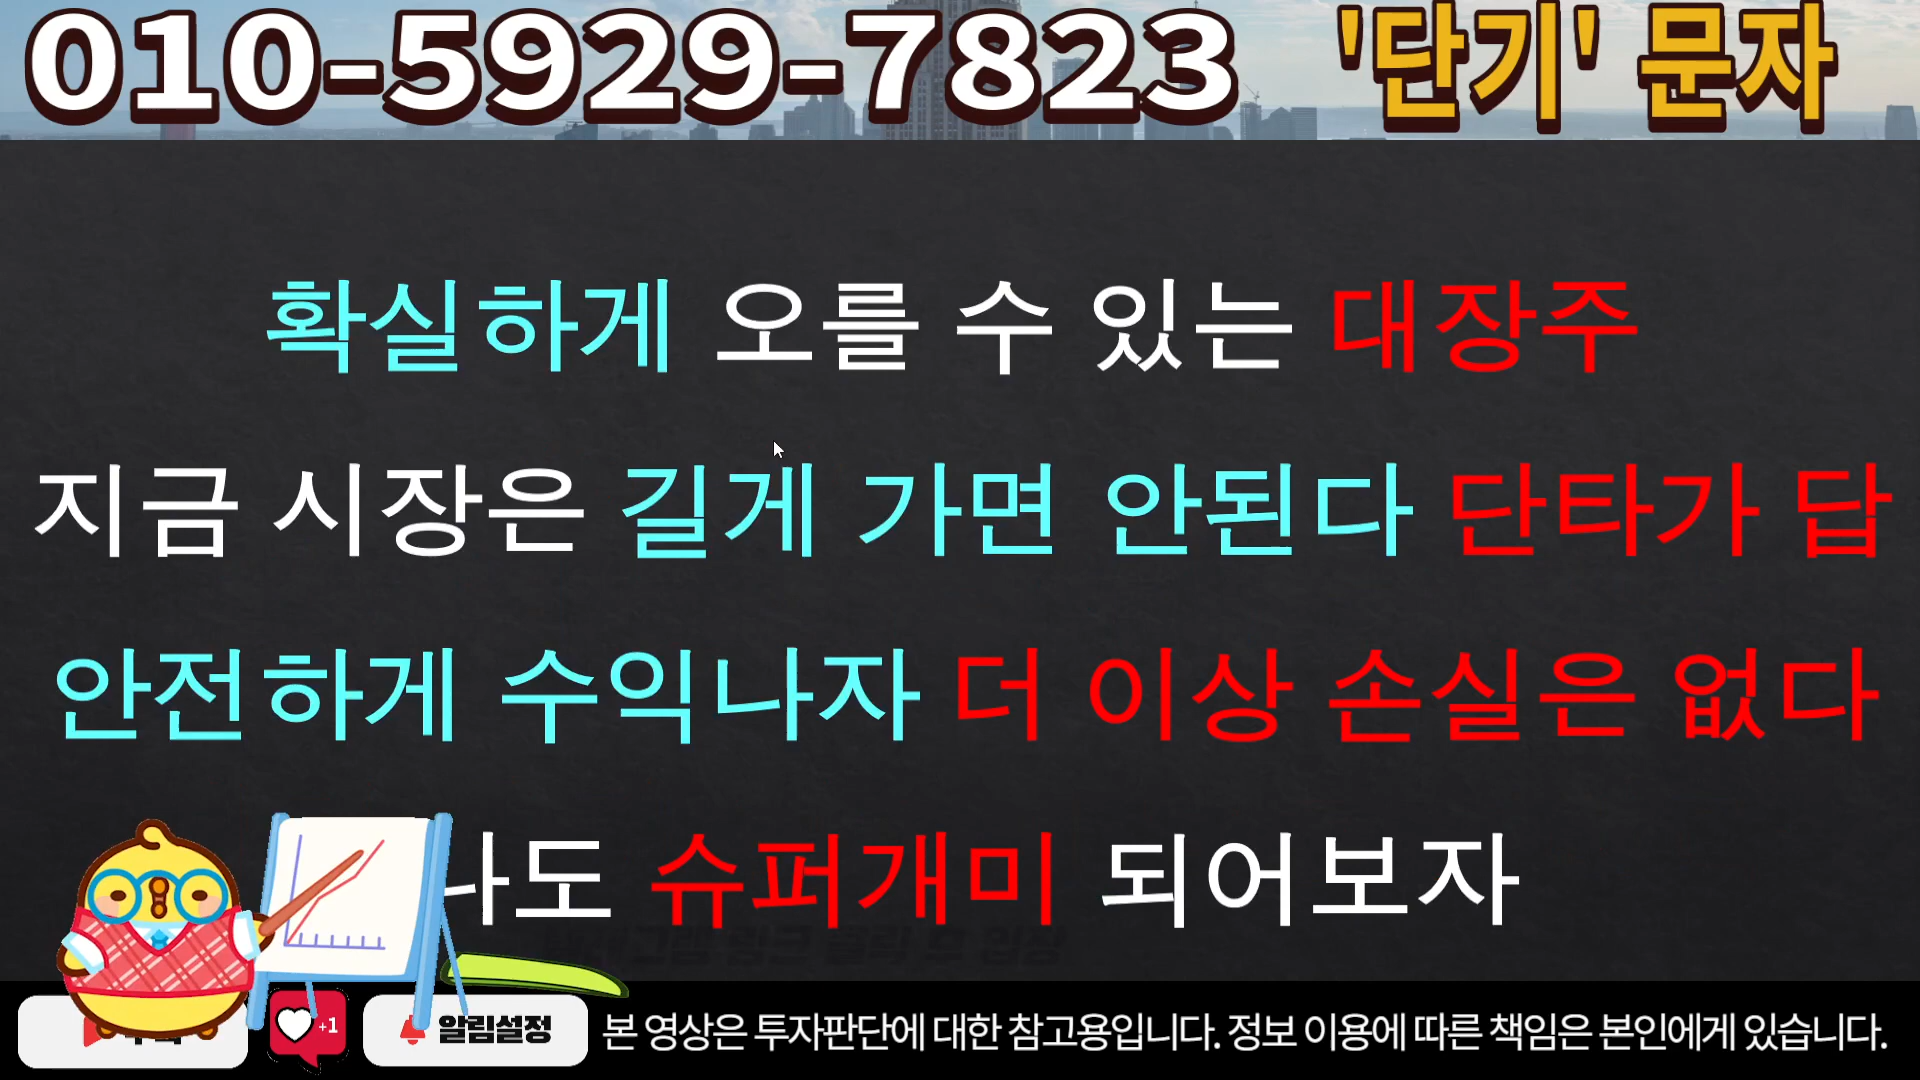 010-5929-7823 '단기' 문자
확실하게 오를 수 있는 대장주
지금 시장은 길게 가면 안된다 단타가 답
안전하게 수익나자 더 이상 손실은 없다
나도 슈퍼개미 되어보자
+1
알림설정
본 영상은 투자판단에 대한 참고용입니다. 정보 이용에 따른 책임은 본인에게 있습니다.